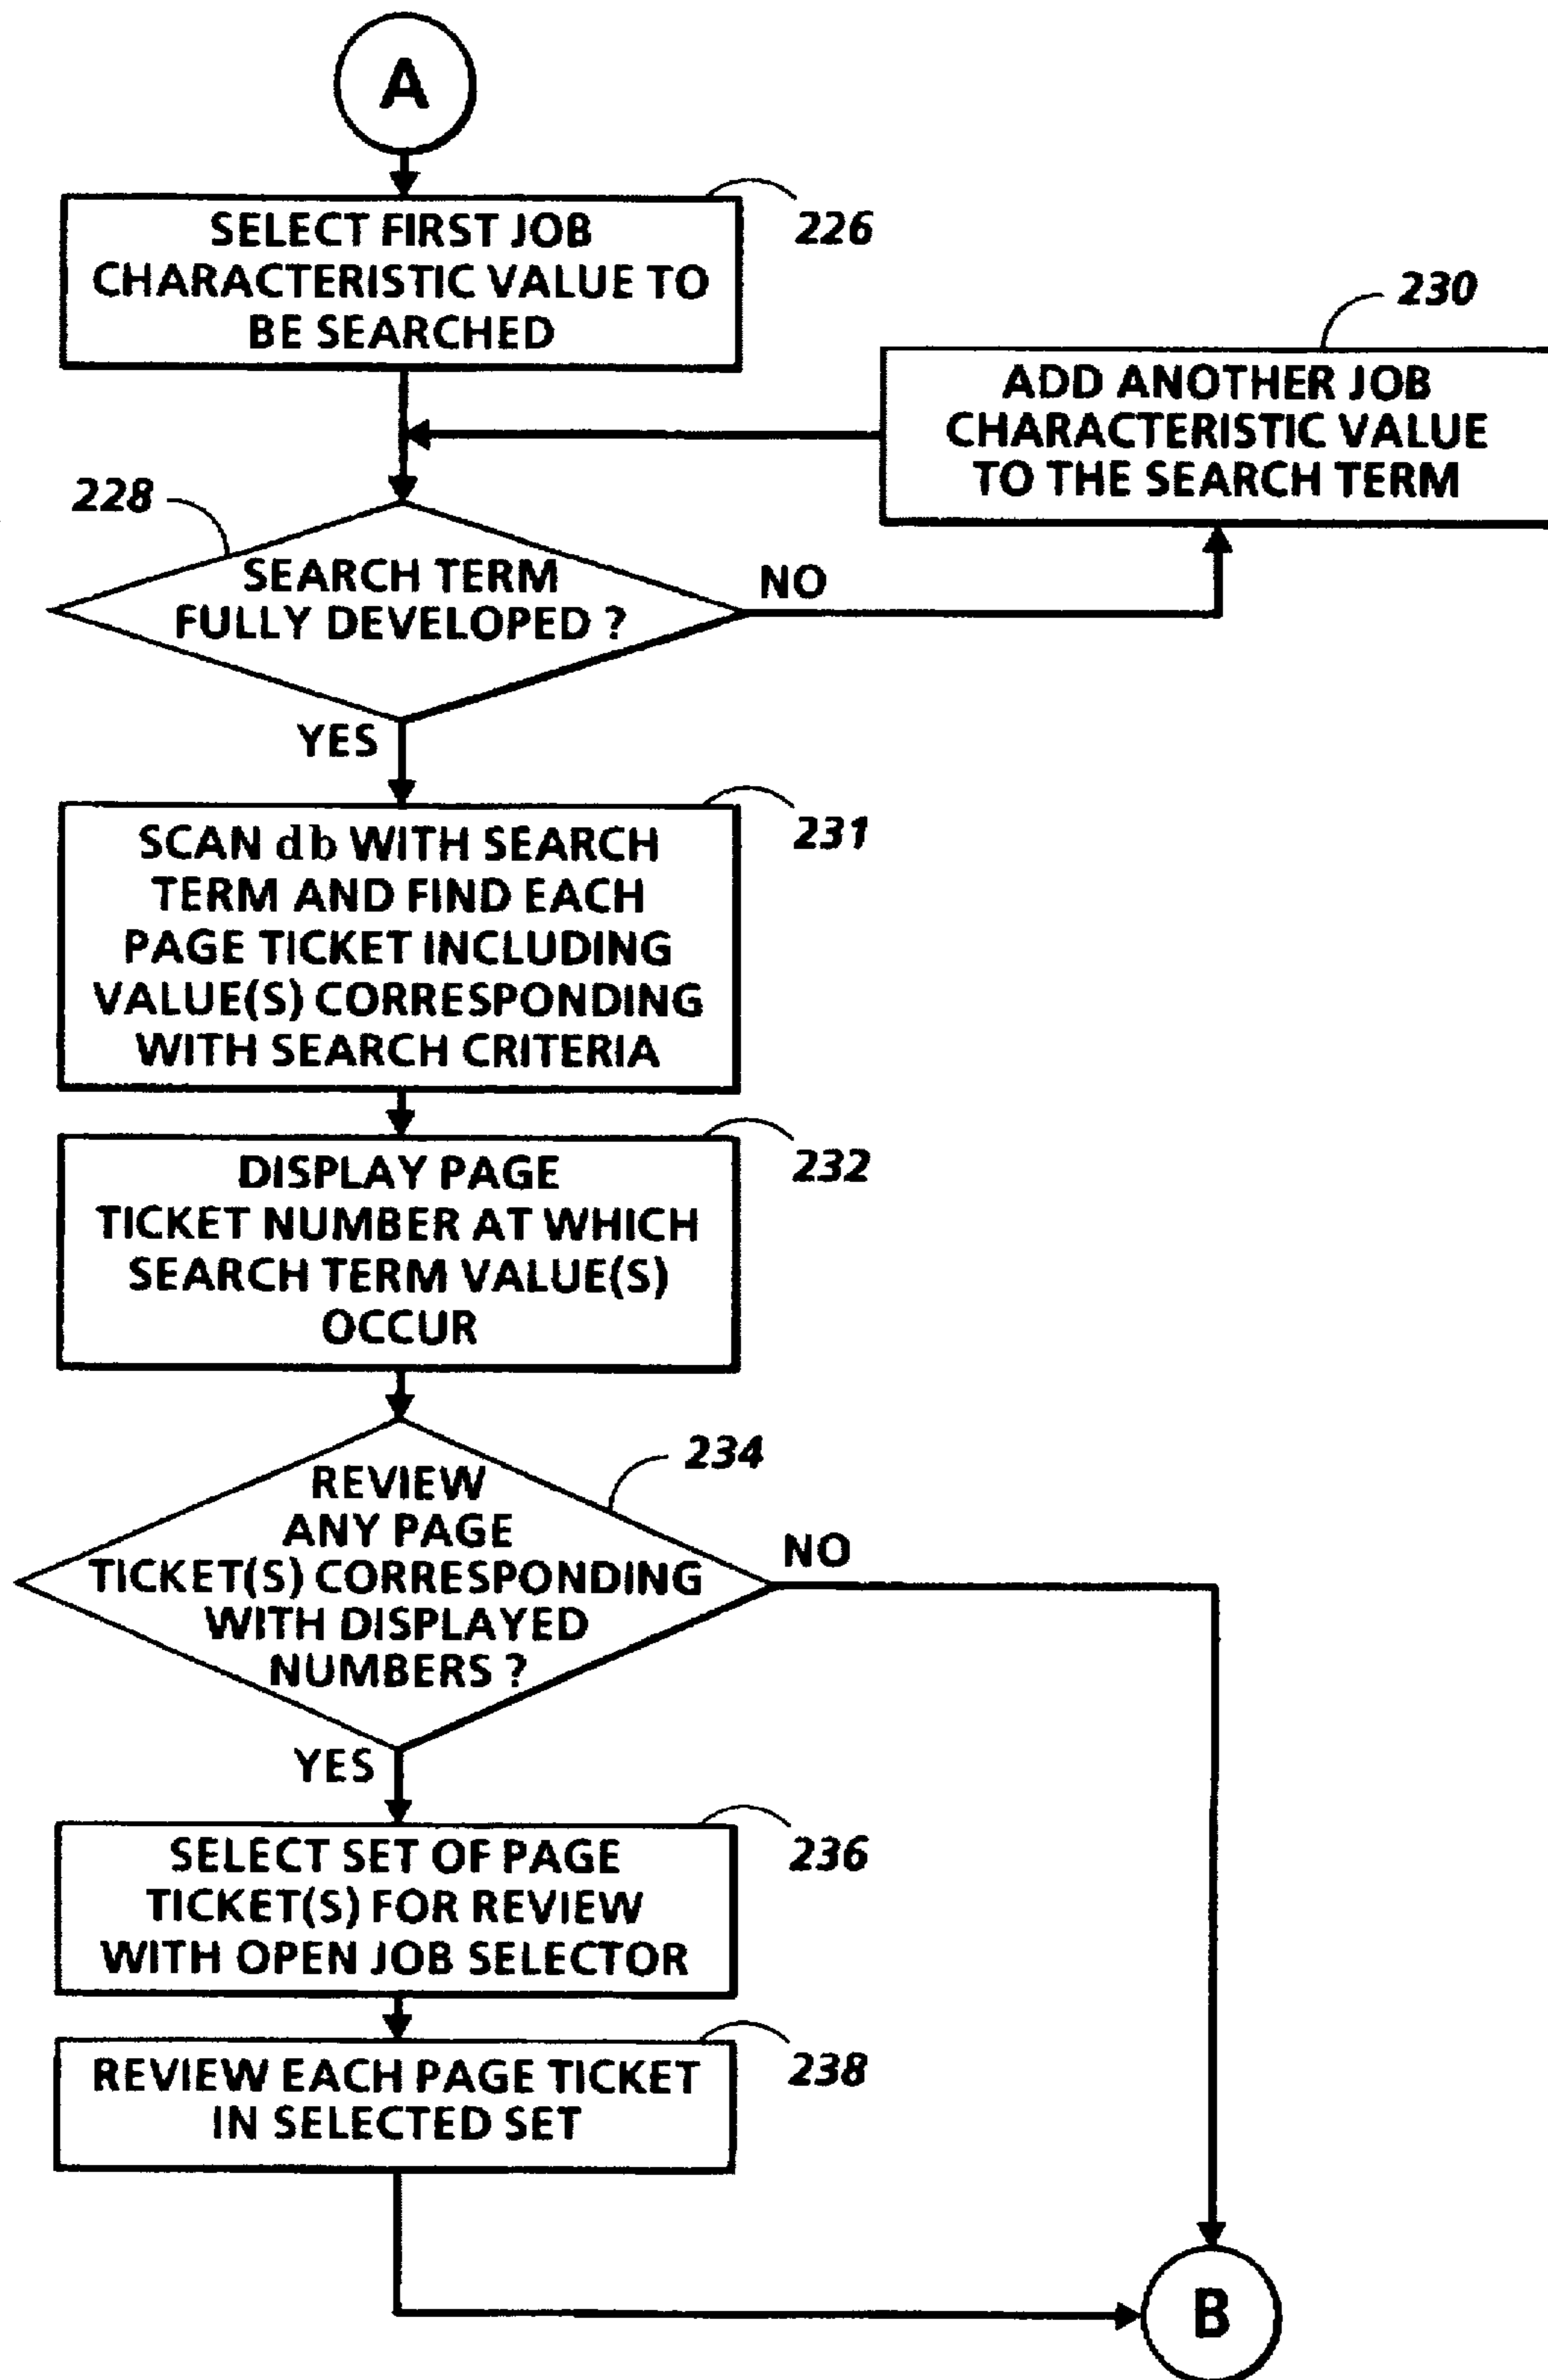 A
SELECT FIRST JOB
CHARACTERISTIC VALUE TO
BE SEARCHED
226
230
ADD ANOTHER JOB
CHARACTERISTIC VALUE
TO THE SEARCH TERM
228
SEARCH TERM
FULLY DEVELOPED ?
NO
YES
SCAN db WITH SEARCH
TERM AND FIND EACH
PAGE TICKET INCLUDING
VALUE(S) CORRESPONDING
WITH SEARCH CRITERIA
231
DISPLAY PAGE
TICKET NUMBER AT WHICH
SEARCH TERM VALUE(S)
OCCUR
232
REVIEW
ANY PAGE
TICKET(S) CORRESPONDING
WITH DISPLAYED
NUMBERS ?
234
NO
YES
SELECT SET OF PAGE
TICKET(S) FOR REVIEW
WITH OPEN JOB SELECTOR
236
REVIEW EACH PAGE TICKET
IN SELECTED SET
238
B